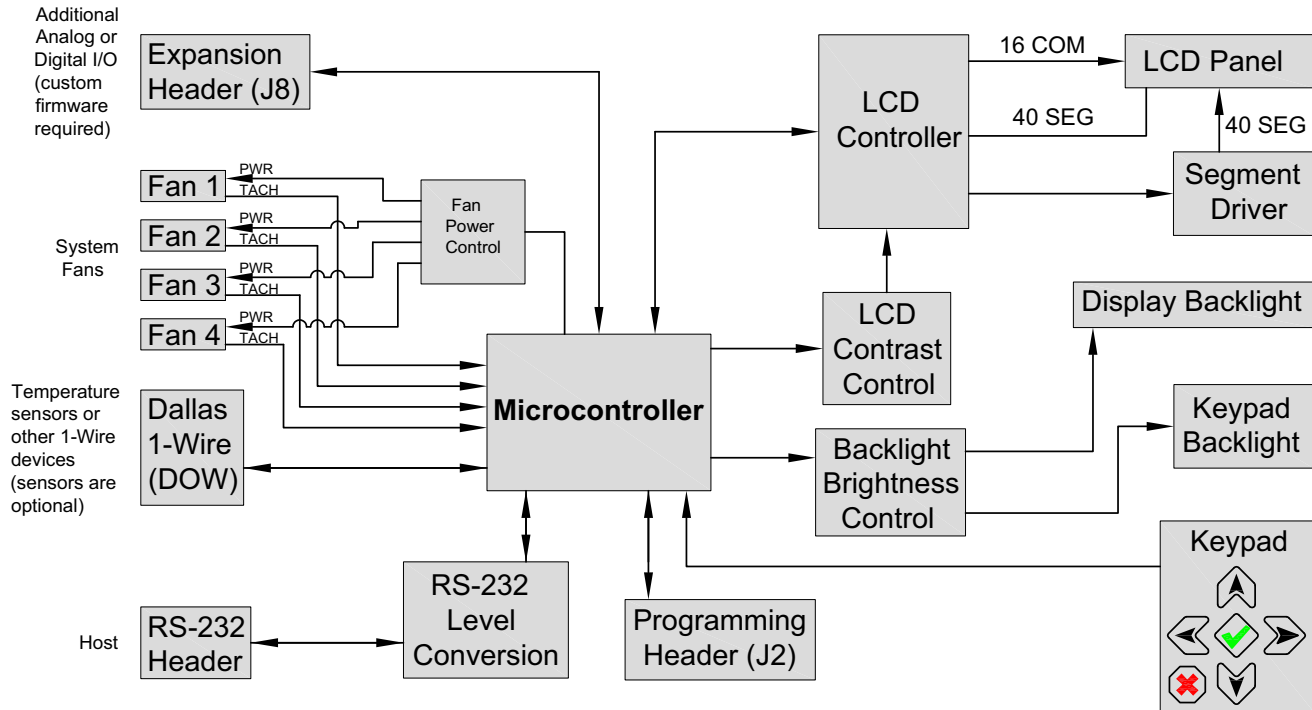 Additional
Analog or
Digital I/O
(custom
firmware
required)
Expansion
Header (J8)
System
Fans
Fan 1
PWR
TACH
Fan 2
PWR
TACH
Fan 3
PWR
TACH
Fan 4
PWR
TACH
Fan
Power
Control
Temperature
sensors or
other 1-Wire
devices
(sensors are
optional)
Dallas
1-Wire
(DOW)
Host
RS-232
Header
RS-232
Level
Conversion
Microcontroller
Programming
Header (J2)
LCD
Controller
16 COM
40 SEG
LCD Panel
40 SEG
Segment
Driver
LCD
Contrast
Control
Display Backlight
Backlight
Brightness
Control
Keypad
Backlight
Keypad